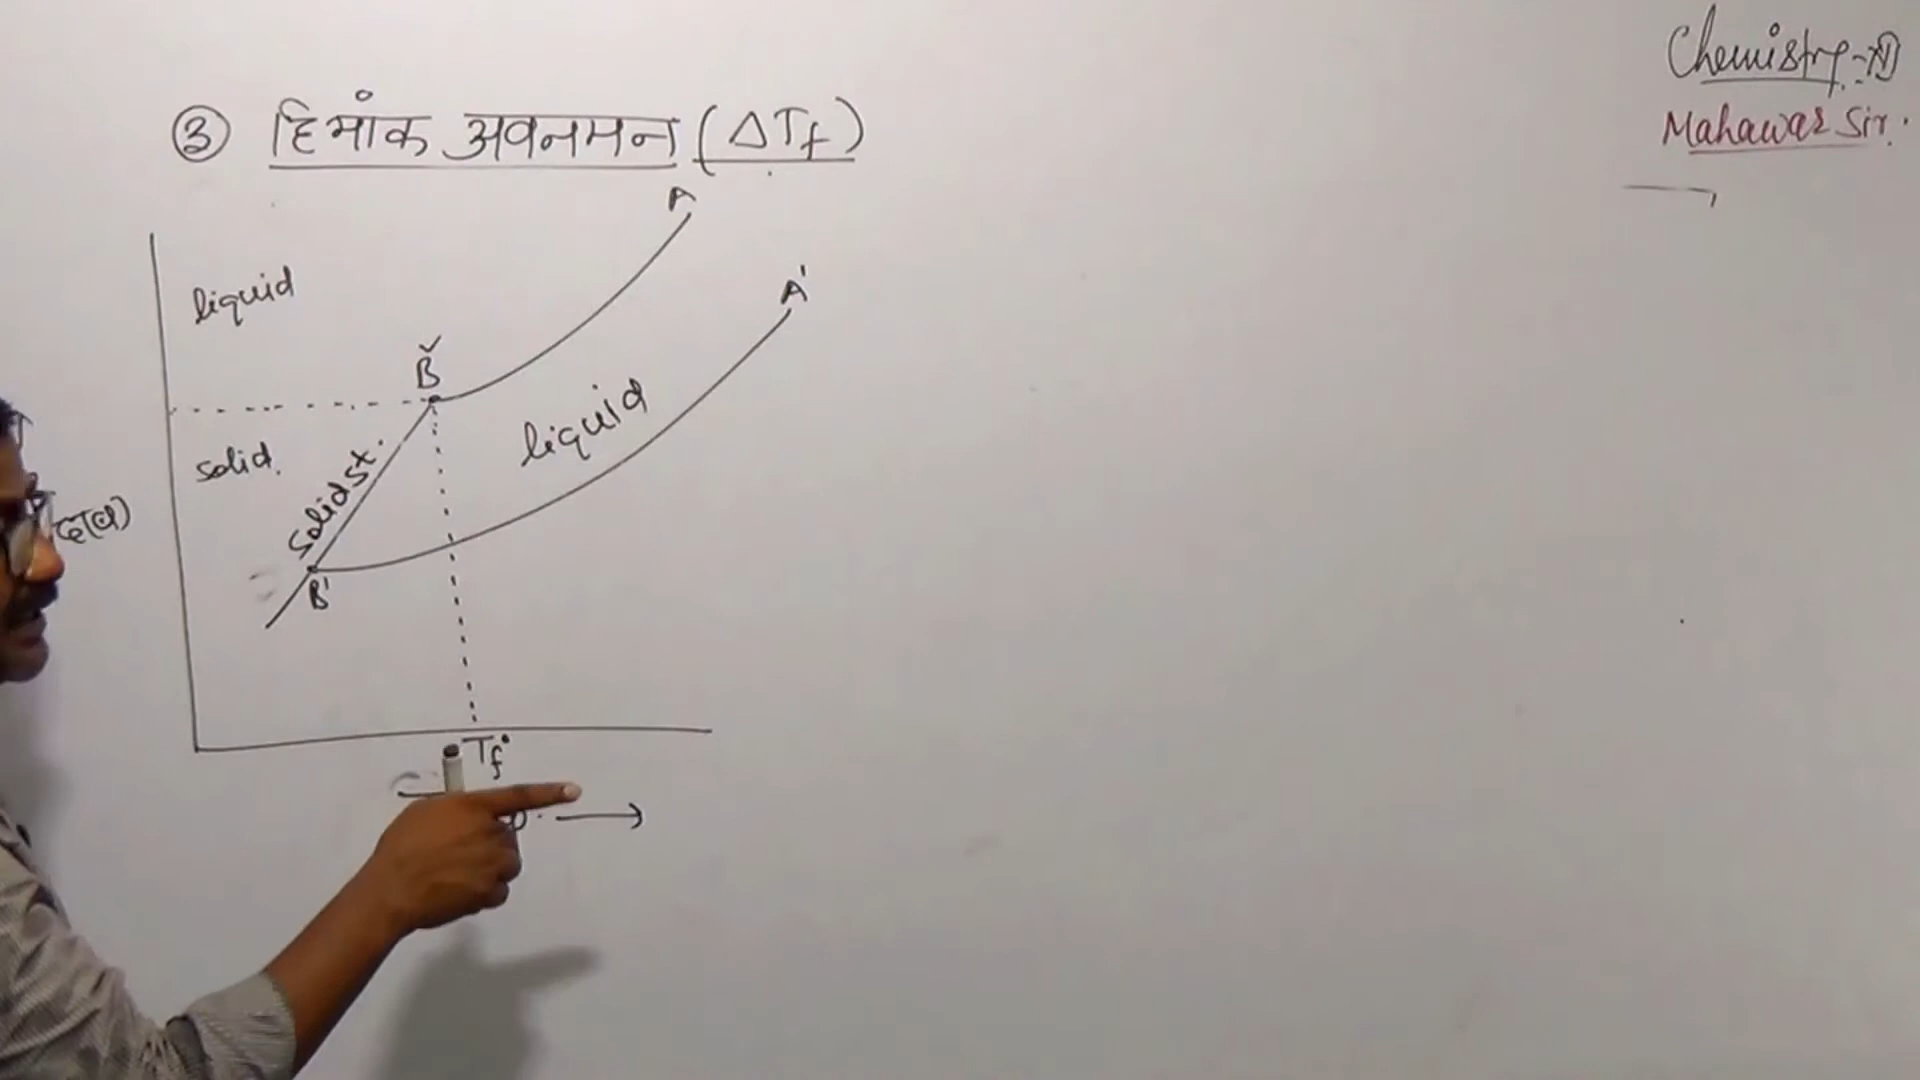 Chemistry-XII
Mahawar Sir.
③ हिमांक अवनमन (ΔTf)
A
A'
liquid
B
liquid
solid.
solid st.
B'
Tf°